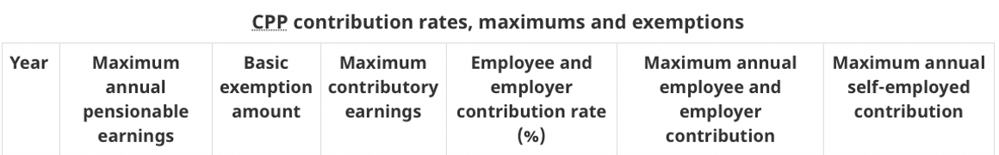 CPP contribution rates, maximums and exemptions
Year
Maximum
annual
pensionable
earnings
Basic
exemption
amount
Maximum
contributory
earnings
Employee and
employer
contribution rate
(%)
Maximum annual
employee and
employer
contribution
Maximum annual
self-employed
contribution